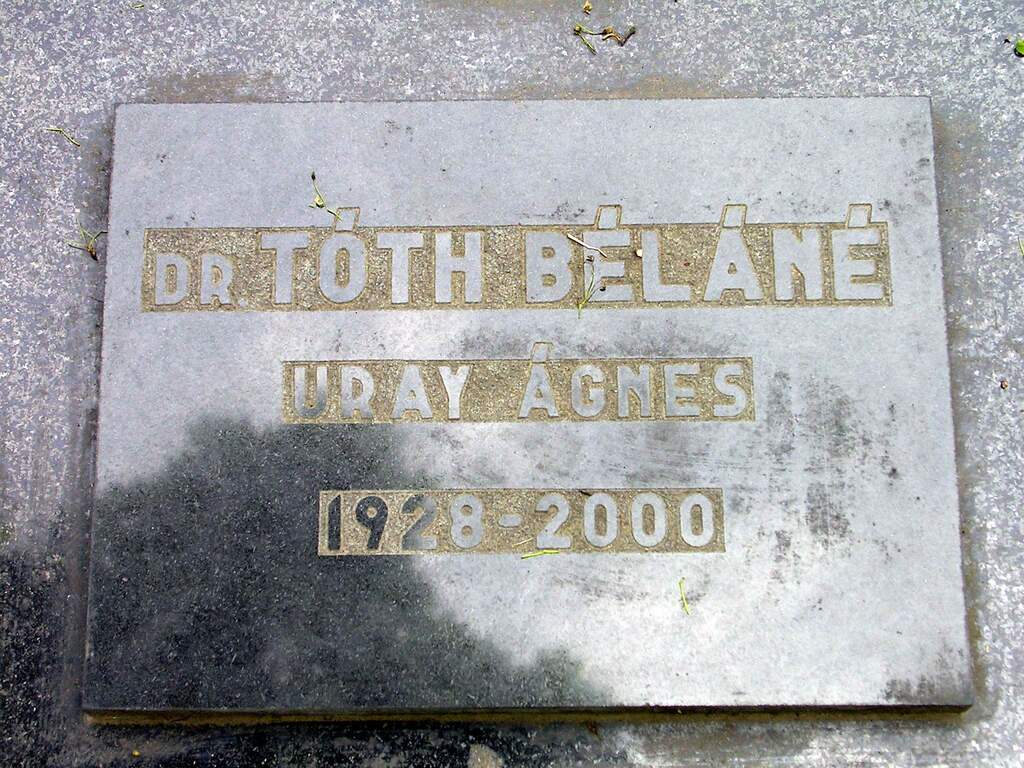 DR. TÓTH BÉLÁNÉ
URAY ÁGNES
1928-2000